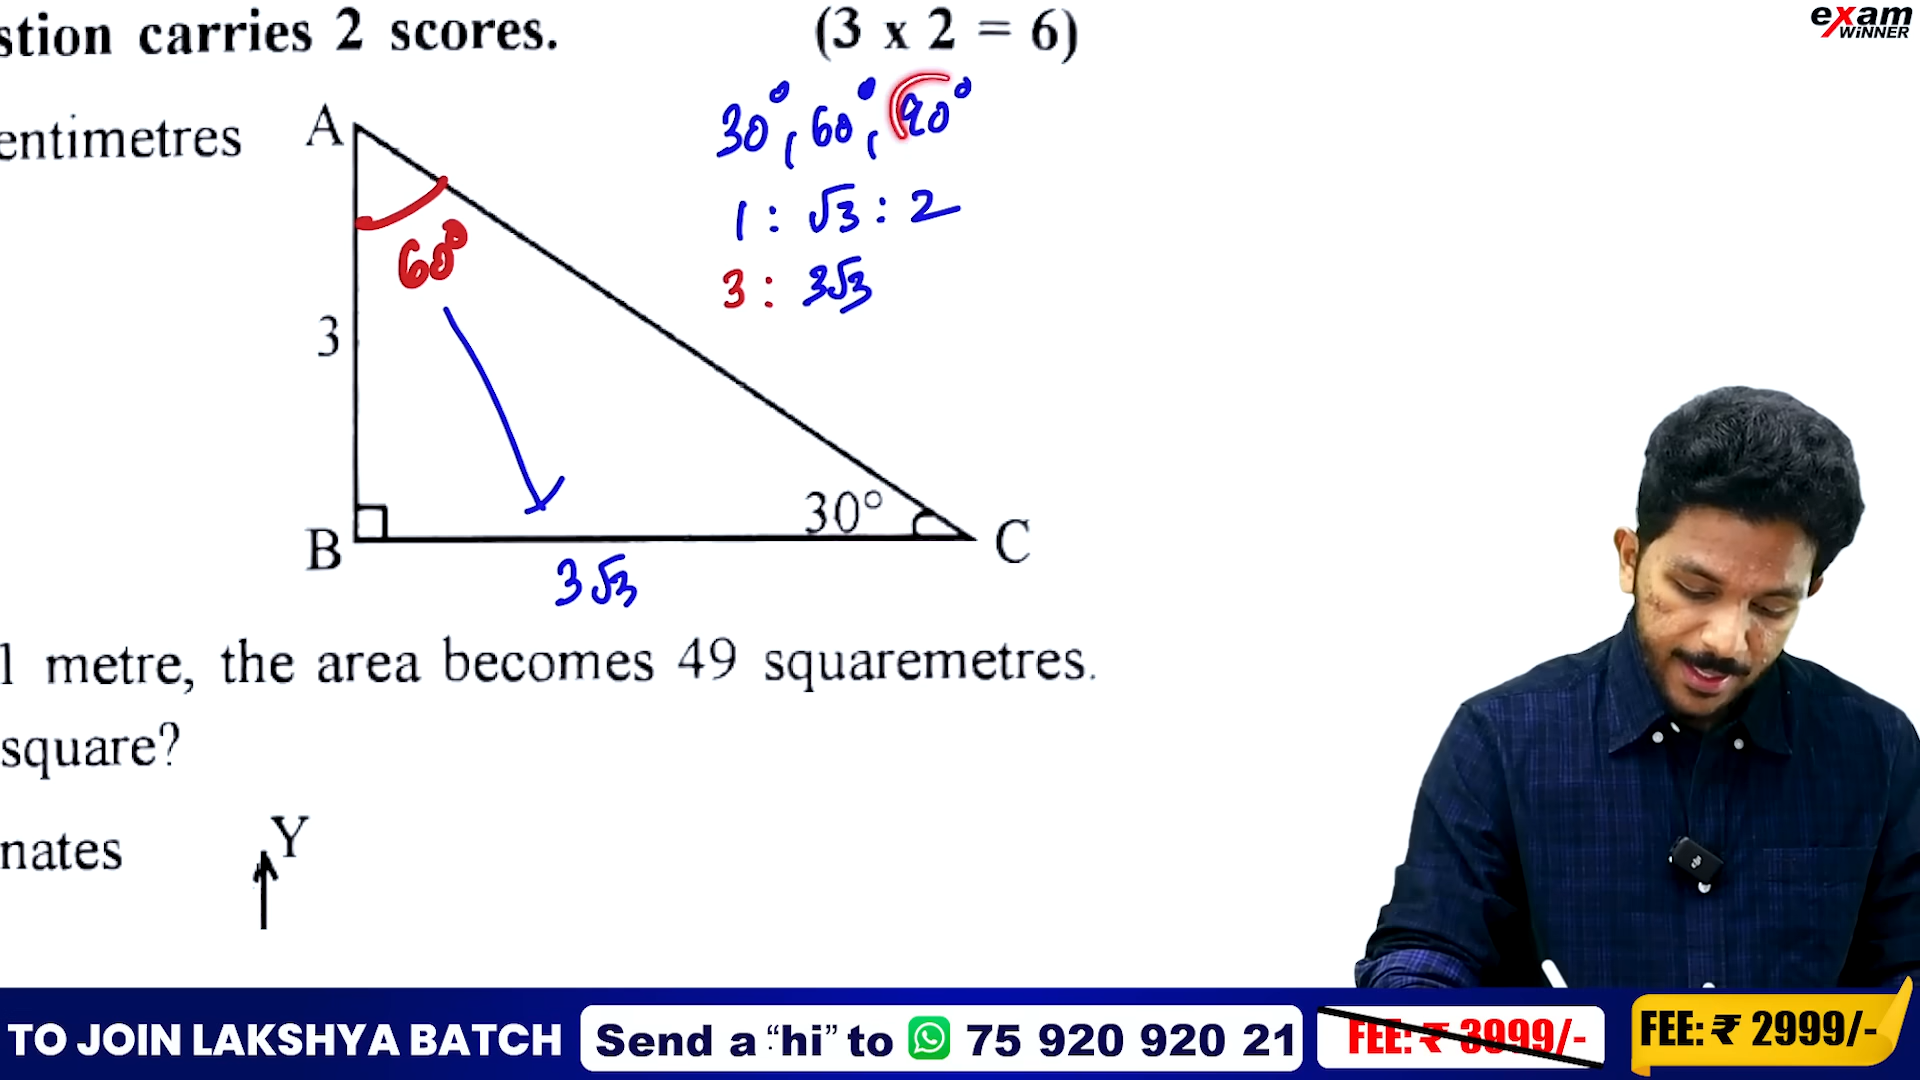 stion carries 2 scores. (3 x 2 = 6)
exam
WiNNER
entimetres
A
30°, 60°, 90°
1 : √3 : 2
3 : 3√3
60°
3
30°
B
C
3√3
1 metre, the area becomes 49 squaremetres.
square?
nates
Y
TO JOIN LAKSHYA BATCH
Send a “hi” to 75 920 920 21
FEE: ₹ 3999/-
FEE: ₹ 2999/-